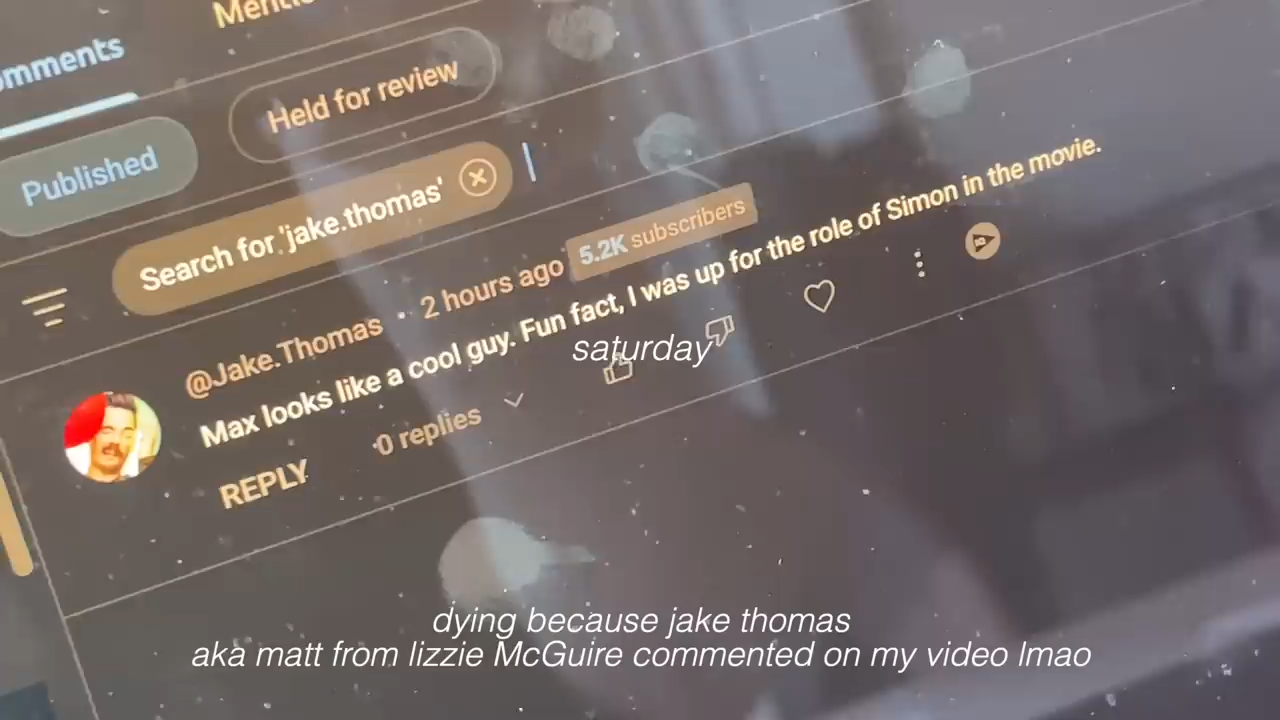 Menti
omments
Held for review
Published
Search for 'jake.thomas'
@Jake.Thomas • 2 hours ago 5.2K subscribers
Max looks like a cool guy. Fun fact, I was up for the role of Simon in the movie.
REPLY 0 replies
saturday
dying because jake thomas
aka matt from lizzie McGuire commented on my video lmao